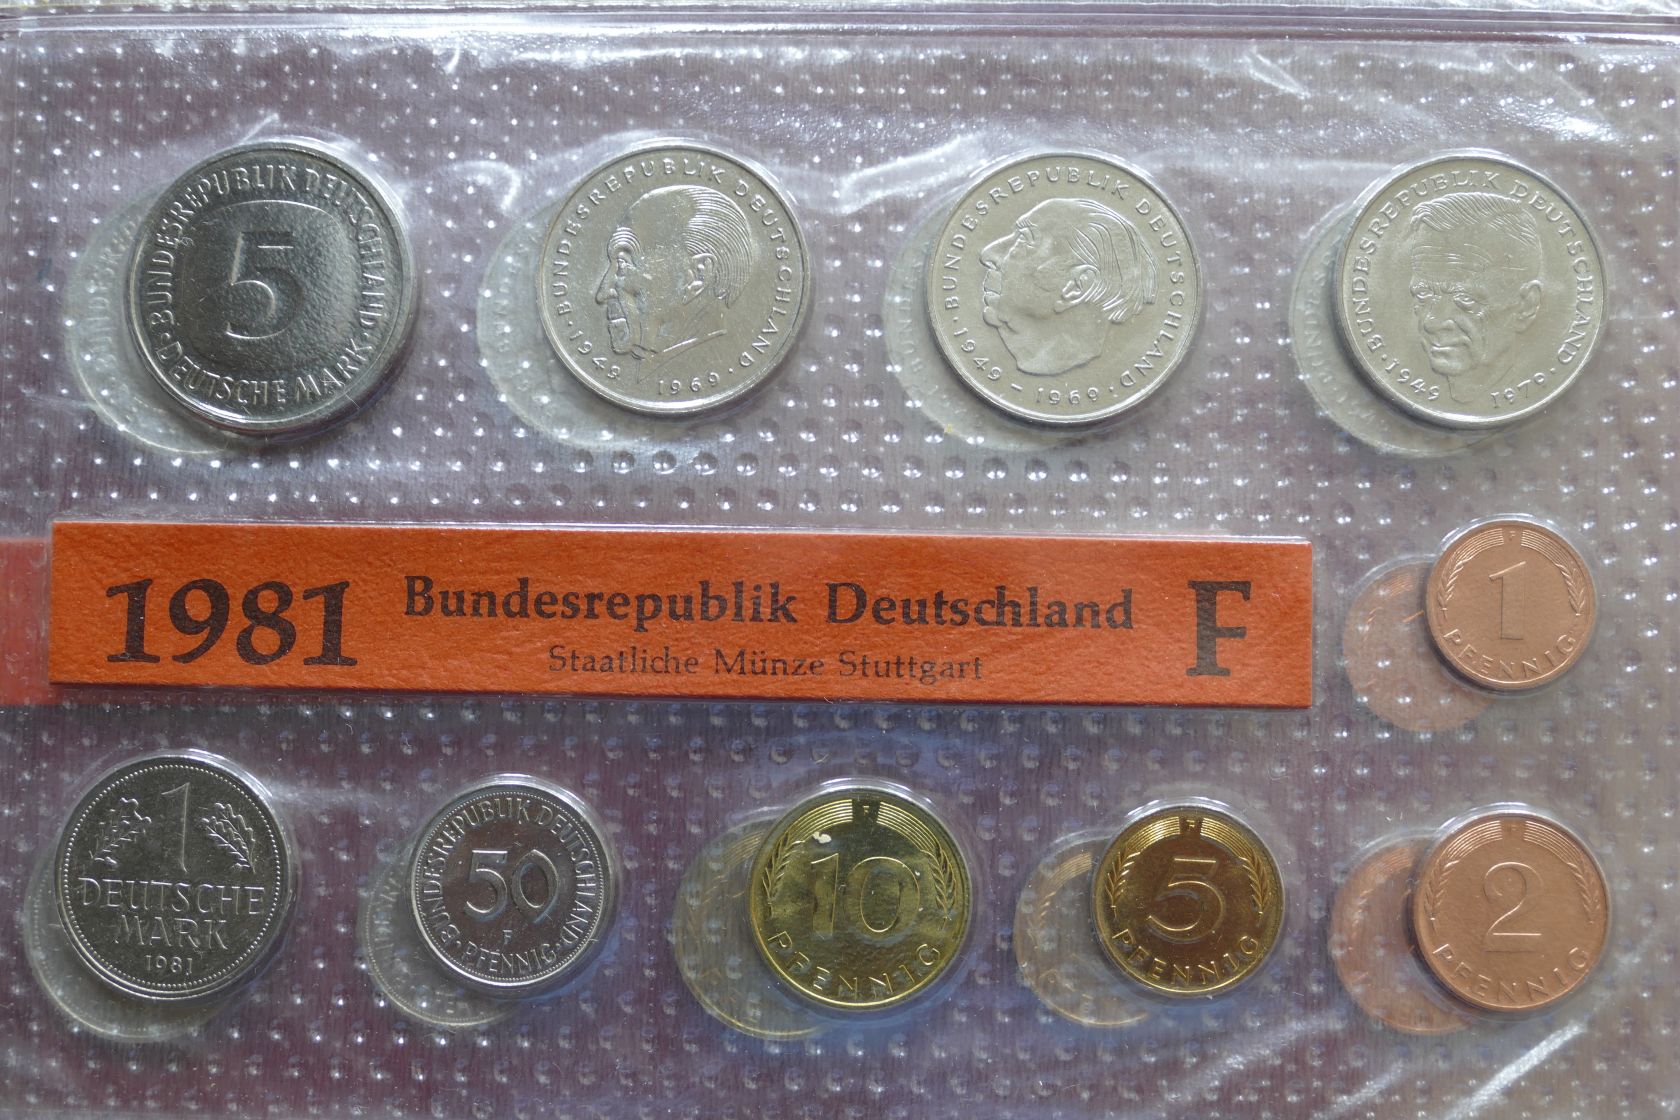 BUNDESREPUBLIK DEUTSCHLAND
5
DEUTSCHE MARK
BUNDESREPUBLIK DEUTSCHLAND
1949 1969
BUNDESREPUBLIK DEUTSCHLAND
1949 - 1969
BUNDESREPUBLIK DEUTSCHLAND
1949 1979
1981 Bundesrepublik Deutschland F
Staatliche Münze Stuttgart
F
1
PFENNIG
1
DEUTSCHE
MARK
1981
BUNDESREPUBLIK DEUTSCHLAND
50
F
PFENNIG
F
10
PFENNIG
F
5
PFENNIG
F
2
PFENNIG